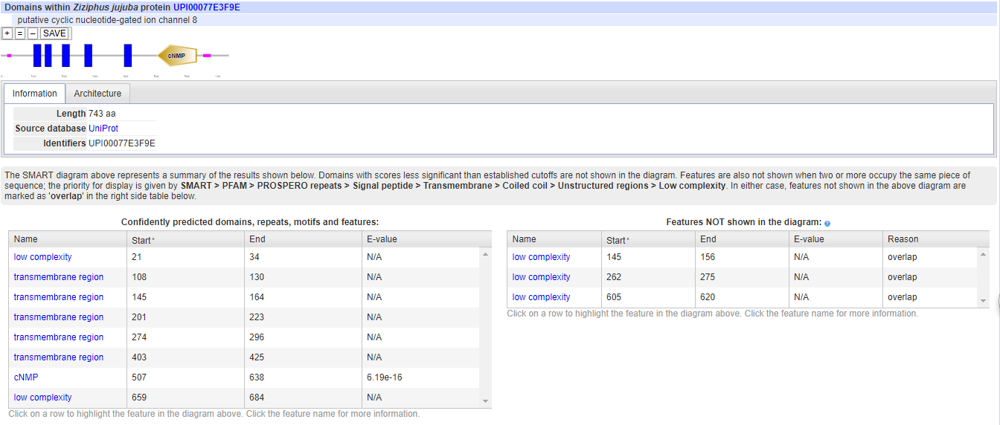 Domains within Ziziphus jujuba protein UPI00077E3F9E
putative cyclic nucleotide-gated ion channel 8
+ = – SAVE
cNMP
Information Architecture
Length 743 aa
Source database UniProt
Identifiers UPI00077E3F9E
The SMART diagram above represents a summary of the results shown below. Domains with scores less significant than established cutoffs are not shown in the diagram. Features are also not shown when two or more occupy the same piece of
sequence; the priority for display is given by SMART > PFAM > PROSPERO repeats > Signal peptide > Transmembrane > Coiled coil > Unstructured regions > Low complexity. In either case, features not shown in the above diagram are
marked as 'overlap' in the right side table below.
Confidently predicted domains, repeats, motifs and features:
Name Start* End E-value
low complexity 21 34 N/A
transmembrane region 108 130 N/A
transmembrane region 145 164 N/A
transmembrane region 201 223 N/A
transmembrane region 274 296 N/A
transmembrane region 403 425 N/A
cNMP 507 638 6.19e-16
low complexity 659 684 N/A
Click on a row to highlight the feature in the diagram above. Click the feature name for more information.
Features NOT shown in the diagram: ?
Name Start* End E-value Reason
low complexity 145 156 N/A overlap
low complexity 262 275 N/A overlap
low complexity 605 620 N/A overlap
Click on a row to highlight the feature in the diagram above. Click the feature name for more information.